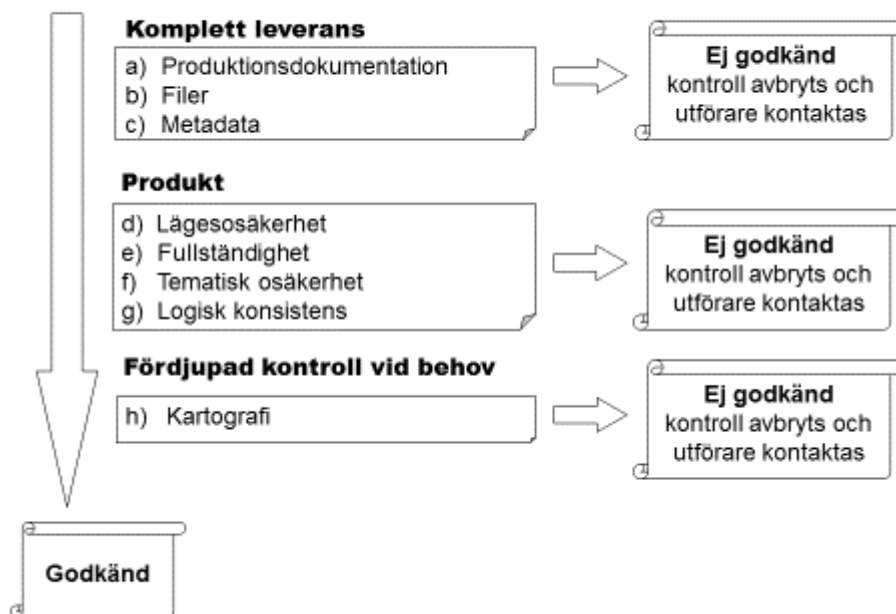 Komplett leverans
a) Produktionsdokumentation
b) Filer
c) Metadata
Ej godkänd
kontroll avbryts och
utförare kontaktas
Produkt
d) Lägesosäkerhet
e) Fullständighet
f) Tematisk osäkerhet
g) Logisk konsistens
Ej godkänd
kontroll avbryts och
utförare kontaktas
Fördjupad kontroll vid behov
h) Kartografi
Ej godkänd
kontroll avbryts och
utförare kontaktas
Godkänd